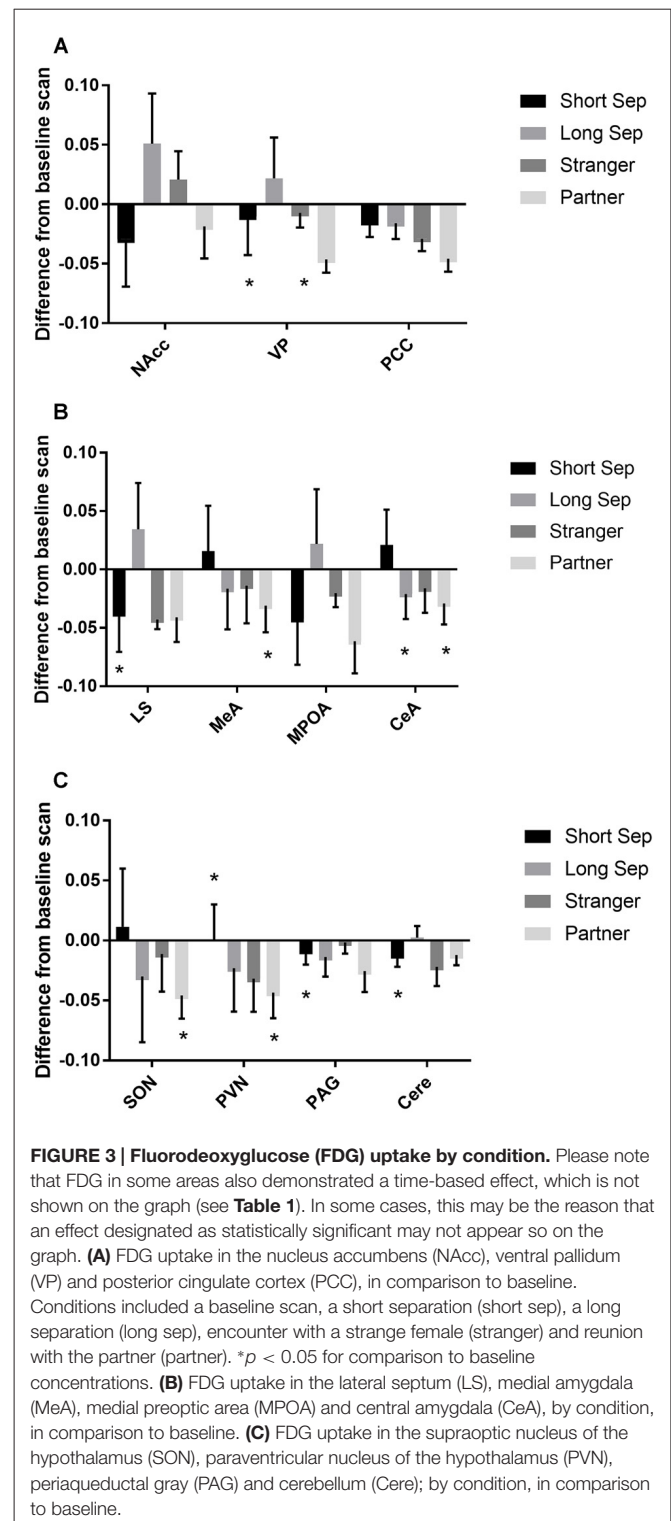 A
Difference from baseline scan
0.10
0.05
0.00
-0.05
-0.10
* *
NAcc VP PCC
Short Sep
Long Sep
Stranger
Partner
B
Difference from baseline scan
0.10
0.05
0.00
-0.05
-0.10
* * * *
LS MeA MPOA CeA
Short Sep
Long Sep
Stranger
Partner
C
Difference from baseline scan
0.10
0.05
0.00
-0.05
-0.10
*
* * * *
SON PVN PAG Cere
Short Sep
Long Sep
Stranger
Partner
FIGURE 3 | Fluorodeoxyglucose (FDG) uptake by condition. Please note
that FDG in some areas also demonstrated a time-based effect, which is not
shown on the graph (see Table 1). In some cases, this may be the reason that
an effect designated as statistically significant may not appear so on the
graph. (A) FDG uptake in the nucleus accumbens (NAcc), ventral pallidum
(VP) and posterior cingulate cortex (PCC), in comparison to baseline.
Conditions included a baseline scan, a short separation (short sep), a long
separation (long sep), encounter with a strange female (stranger) and reunion
with the partner (partner). *p < 0.05 for comparison to baseline
concentrations. (B) FDG uptake in the lateral septum (LS), medial amygdala
(MeA), medial preoptic area (MPOA) and central amygdala (CeA), by condition,
in comparison to baseline. (C) FDG uptake in the supraoptic nucleus of the
hypothalamus (SON), paraventricular nucleus of the hypothalamus (PVN),
periaqueductal gray (PAG) and cerebellum (Cere); by condition, in comparison
to baseline.